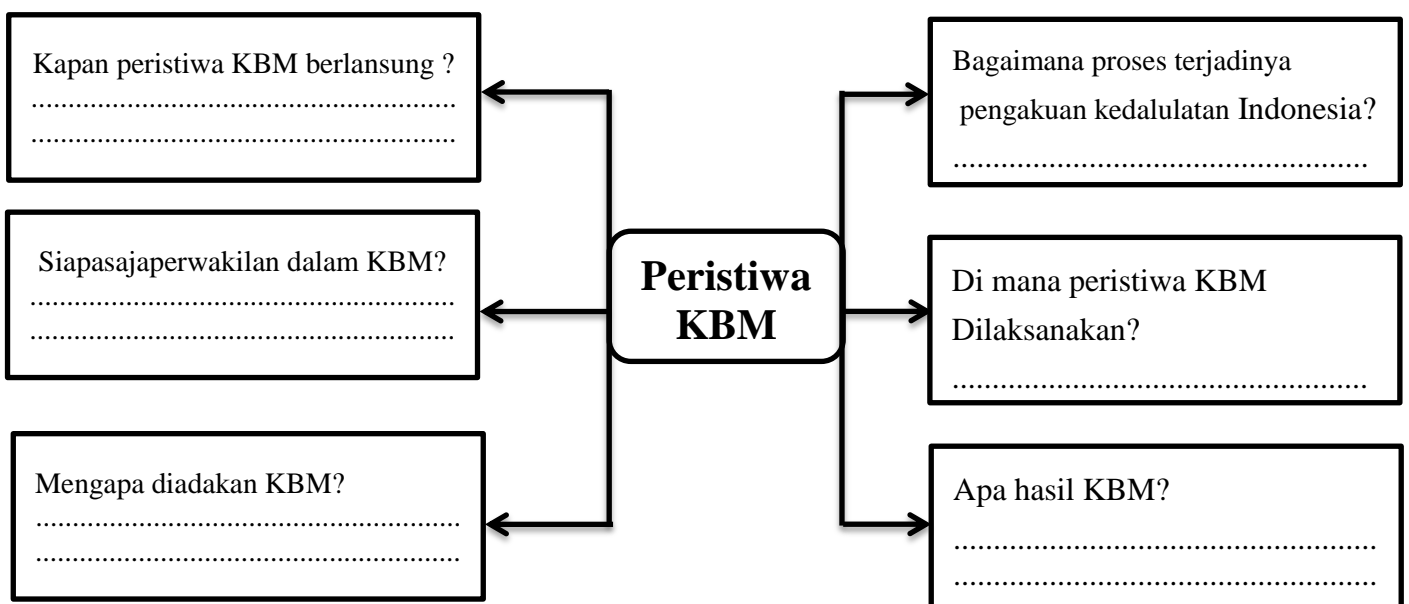 Kapan peristiwa KBM berlansung ?
.....................................................
.....................................................
Siapasajaperwakilan dalam KBM?
.....................................................
.....................................................
Mengapa diadakan KBM?
.....................................................
.....................................................
Peristiwa
KBM
Bagaimana proses terjadinya
pengakuan kedalulatan Indonesia?
....................................................
Di mana peristiwa KBM
Dilaksanakan?
....................................................
Apa hasil KBM?
.....................................................
.....................................................